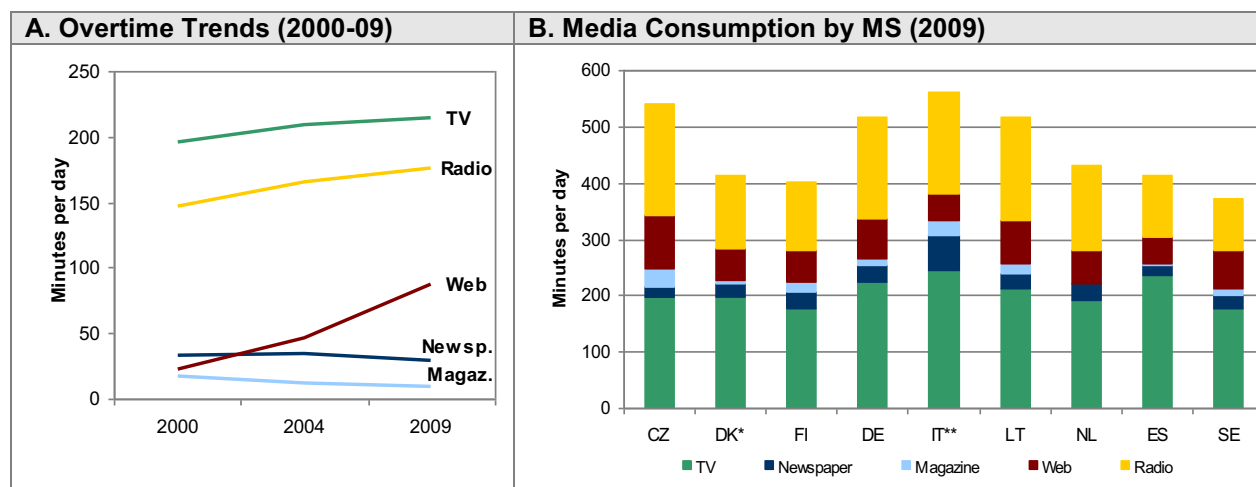 A. Overtime Trends (2000-09)
B. Media Consumption by MS (2009)
Minutes per day
250
200
150
100
50
0
TV
Radio
Web
Newsp.
Magaz.
2000 2004 2009
Minutes per day
600
500
400
300
200
100
0
CZ DK* FI DE IT** LT NL ES SE
TV Newspaper Magazine Web Radio